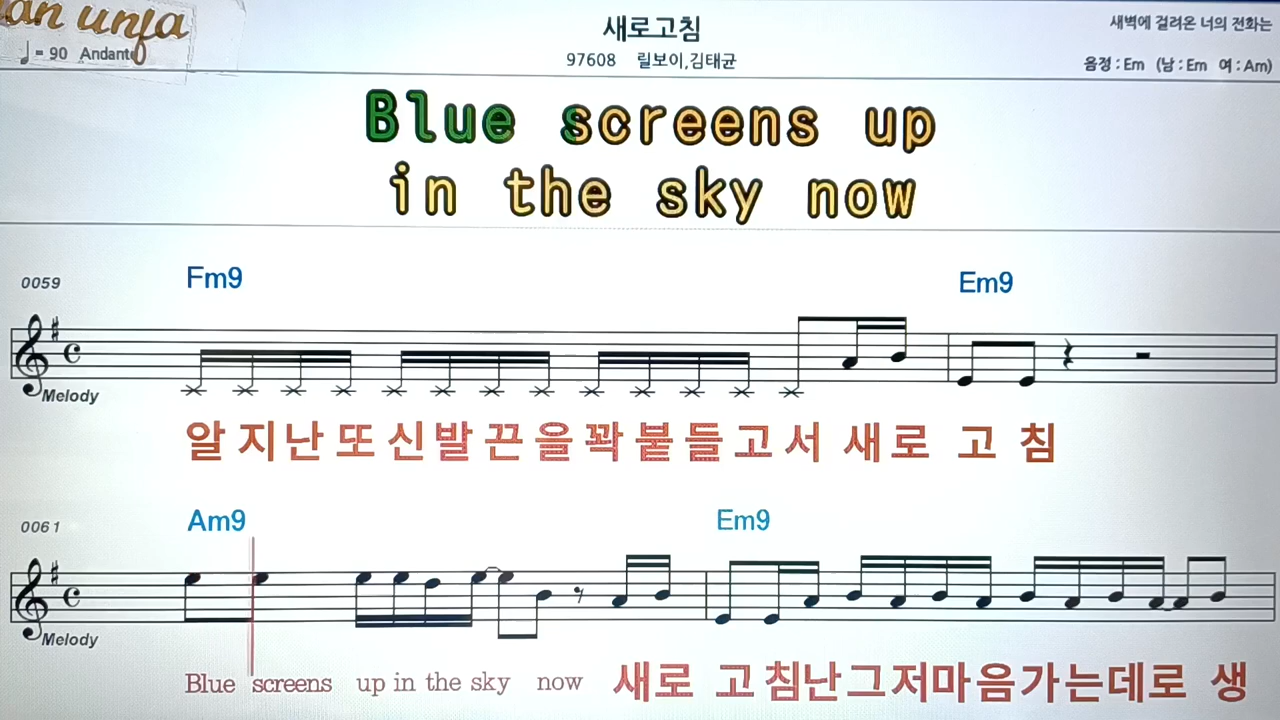 새로고침
새벽에 걸려온 너의 전화는
♩= 90 Andante
97608 릴보이,김태균
음정 : Em (남 : Em 여 : Am)
Blue screens up
in the sky now
0059
Fm9
Em9
Melody
알 지 난 또 신 발 끈 을 꽉 붙 들 고 서 새 로 고 침
0061
Am9
Em9
Melody
Blue screens up in the sky now 새 로 고 침 난 그 저 마 음 가 는 데 로 생